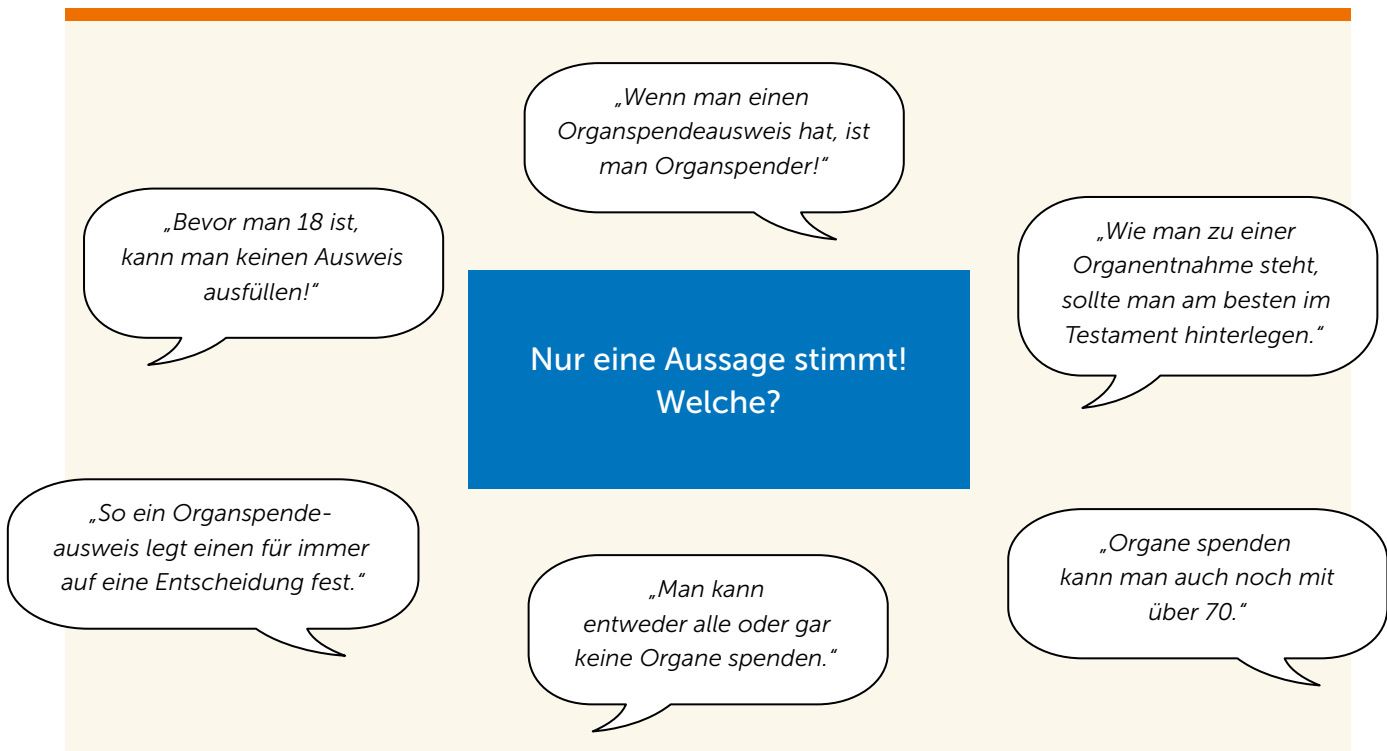 „Wenn man einen
Organspendeausweis hat, ist
man Organspender!“
„Bevor man 18 ist,
kann man keinen Ausweis
ausfüllen!“
„Wie man zu einer
Organentnahme steht,
sollte man am besten im
Testament hinterlegen.“
Nur eine Aussage stimmt!
Welche?
„So ein Organspende-
ausweis legt einen für immer
auf eine Entscheidung fest.“
„Man kann
entweder alle oder gar
keine Organe spenden.“
„Organe spenden
kann man auch noch mit
über 70.“